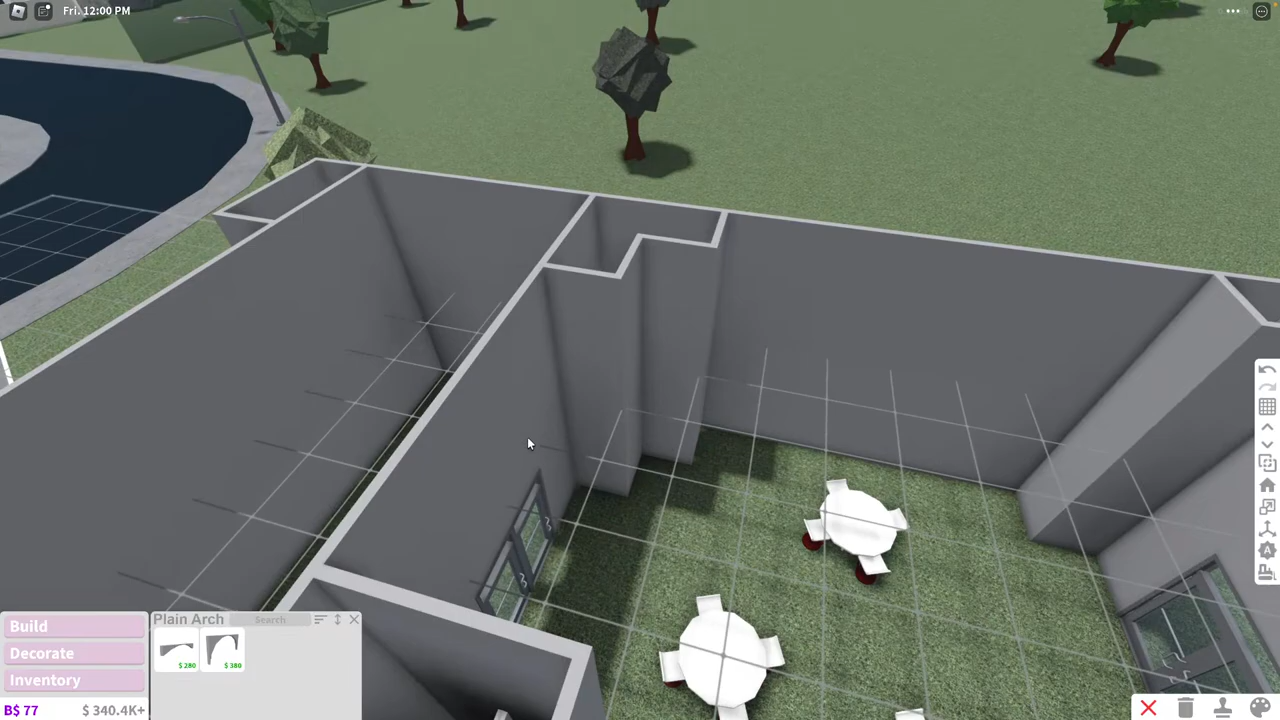 Fri. 12:00 PM
Plain Arch Search
$ 280 $ 380
Build
Decorate
Inventory
B$ 77 $ 340.4K+